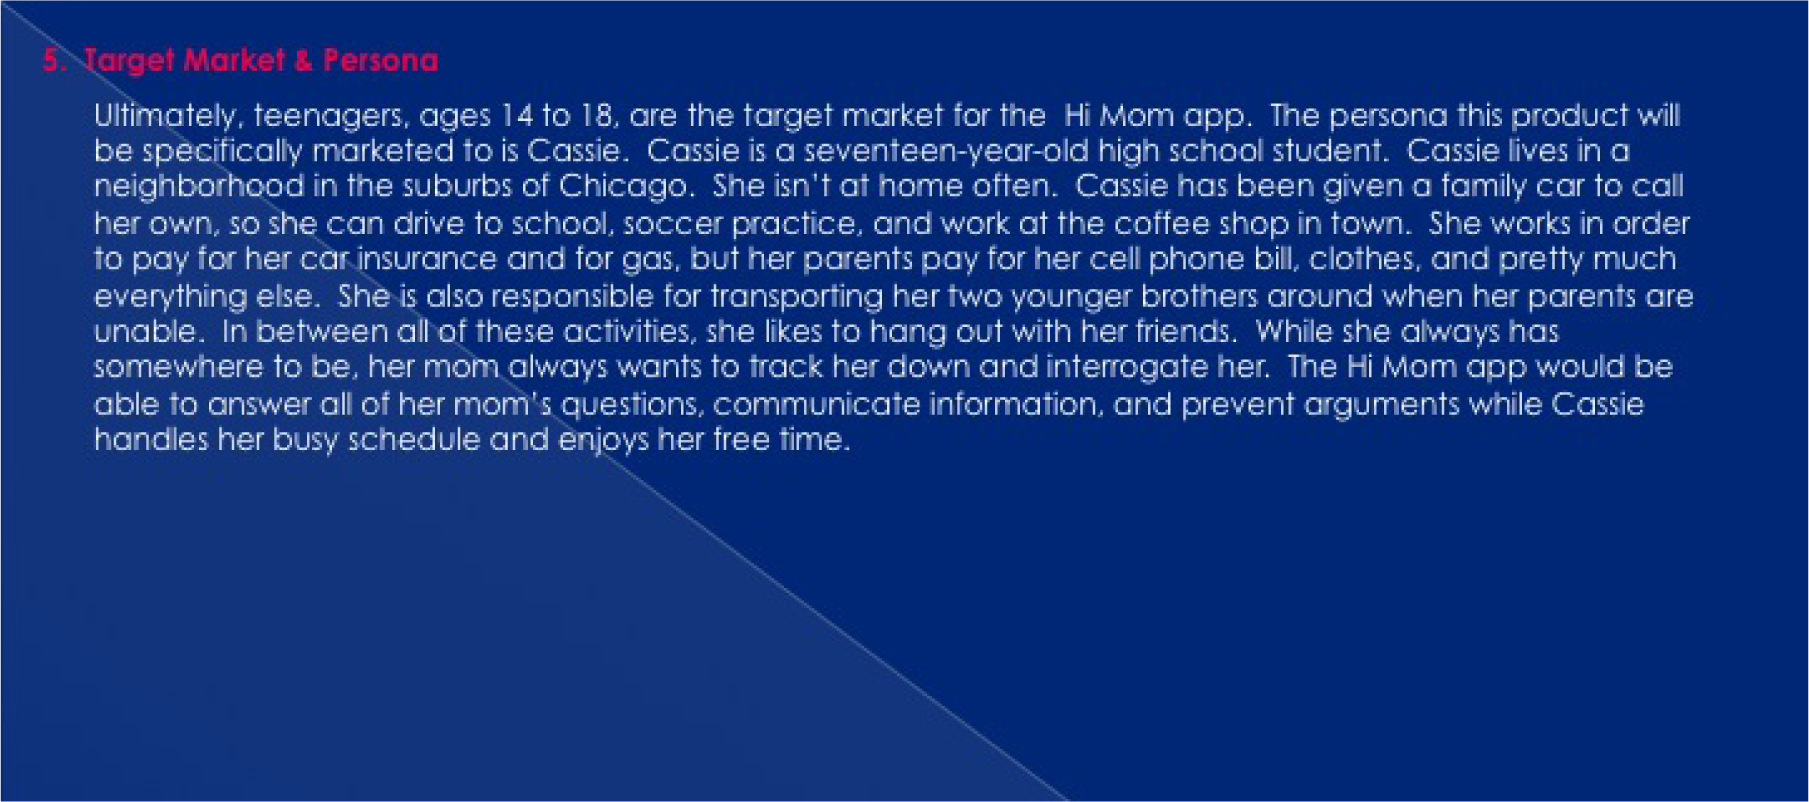 5. Target Market & Persona
Ultimately, teenagers, ages 14 to 18, are the target market for the Hi Mom app. The persona this product will
be specifically marketed to is Cassie. Cassie is a seventeen-year-old high school student. Cassie lives in a
neighborhood in the suburbs of Chicago. She isn't at home often. Cassie has been given a family car to call
her own, so she can drive to school, soccer practice, and work at the coffee shop in town. She works in order
to pay for her car insurance and for gas, but her parents pay for her cell phone bill, clothes, and pretty much
everything else. She is also responsible for transporting her two younger brothers around when her parents are
unable. In between all of these activities, she likes to hang out with her friends. While she always has
somewhere to be, her mom always wants to track her down and interrogate her. The Hi Mom app would be
able to answer all of her mom's questions, communicate information, and prevent arguments while Cassie
handles her busy schedule and enjoys her free time.